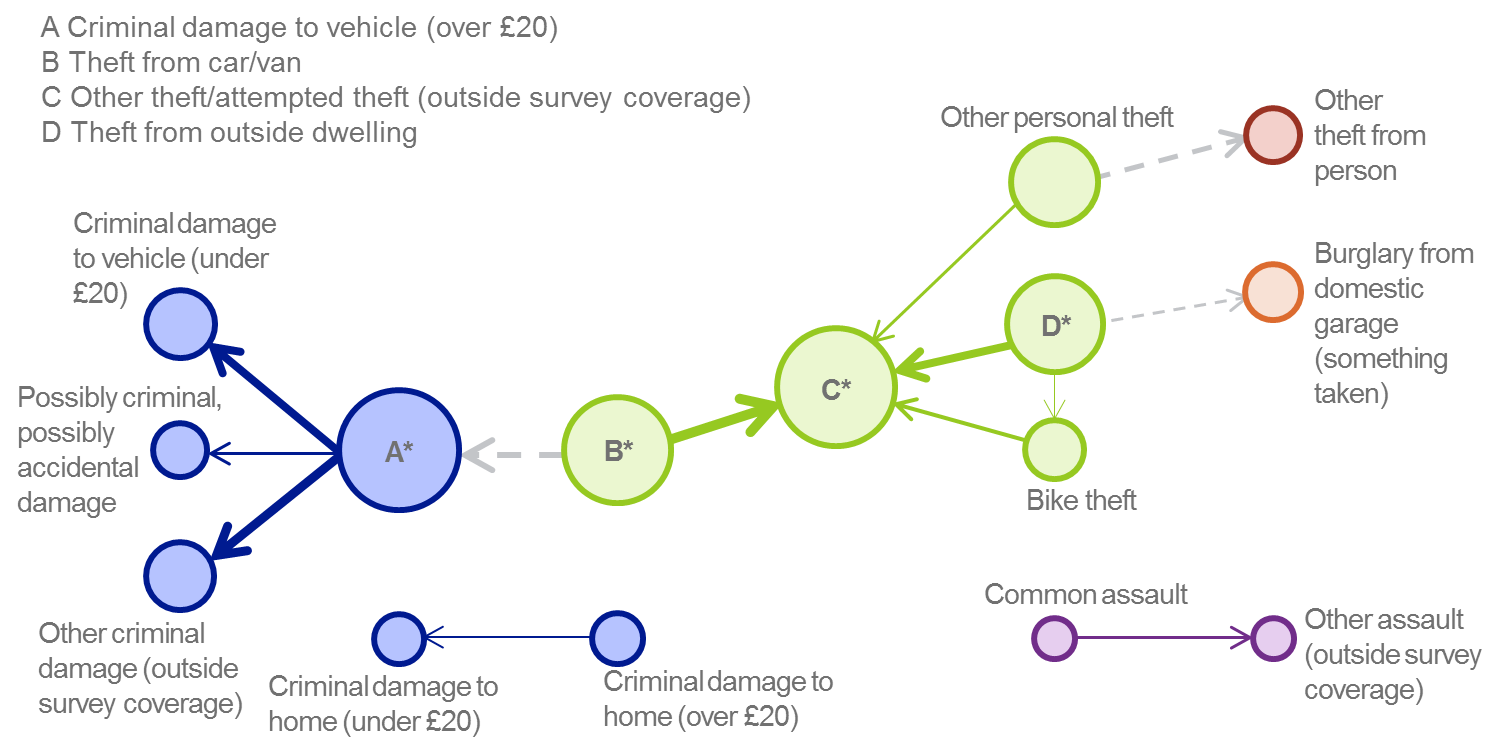 A Criminal damage to vehicle (over £20)
B Theft from car/van
C Other theft/attempted theft (outside survey coverage)
D Theft from outside dwelling
Other personal theft
Other
theft from
person
Criminal damage
to vehicle (under
£20)
Burglary from
domestic
garage
(something
taken)
D*
C*
Possibly criminal,
possibly
accidental
damage
A*
B*
Bike theft
Other criminal
damage (outside
survey coverage)
Criminal damage to
home (under £20)
Criminal damage to
home (over £20)
Common assault
Other assault
(outside survey
coverage)